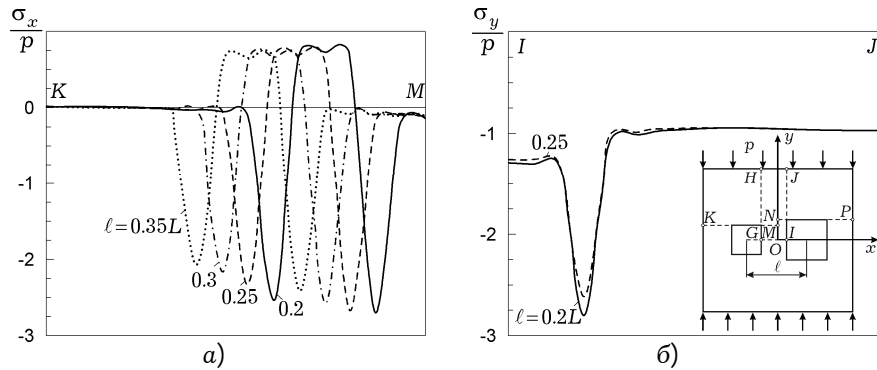 σx/p
K
M
0
-1
-2
-3
ℓ=0.35L
0.3
0.25
0.2
а)
σy/p
I
J
0
-1
-2
-3
0.25
ℓ=0.2L
p
y
H
J
K
N
P
G
M
I
O
x
ℓ
б)